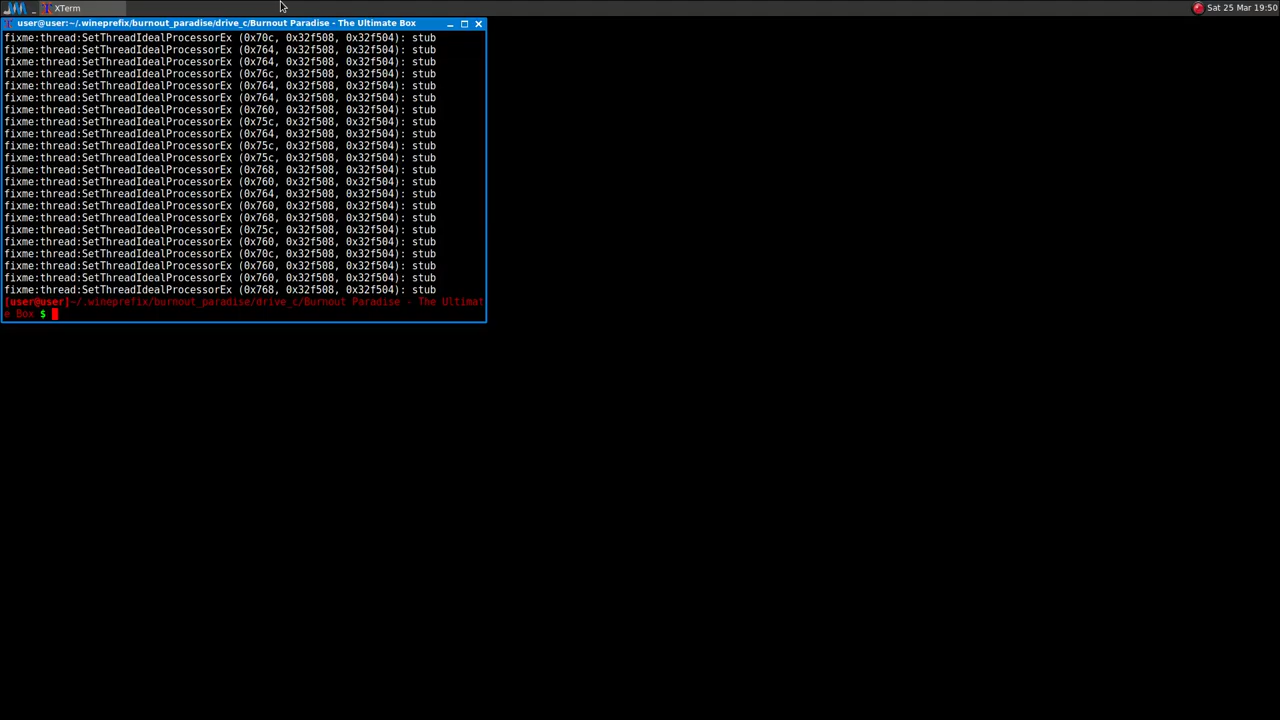 XTerm
Sat 25 Mar 19:50
user@user:~/.wineprefix/burnout_paradise/drive_c/Burnout Paradise - The Ultimate Box
fixme:thread:SetThreadIdealProcessorEx (0x70c, 0x32f508, 0x32f504): stub
fixme:thread:SetThreadIdealProcessorEx (0x764, 0x32f508, 0x32f504): stub
fixme:thread:SetThreadIdealProcessorEx (0x764, 0x32f508, 0x32f504): stub
fixme:thread:SetThreadIdealProcessorEx (0x76c, 0x32f508, 0x32f504): stub
fixme:thread:SetThreadIdealProcessorEx (0x764, 0x32f508, 0x32f504): stub
fixme:thread:SetThreadIdealProcessorEx (0x764, 0x32f508, 0x32f504): stub
fixme:thread:SetThreadIdealProcessorEx (0x760, 0x32f508, 0x32f504): stub
fixme:thread:SetThreadIdealProcessorEx (0x75c, 0x32f508, 0x32f504): stub
fixme:thread:SetThreadIdealProcessorEx (0x764, 0x32f508, 0x32f504): stub
fixme:thread:SetThreadIdealProcessorEx (0x75c, 0x32f508, 0x32f504): stub
fixme:thread:SetThreadIdealProcessorEx (0x75c, 0x32f508, 0x32f504): stub
fixme:thread:SetThreadIdealProcessorEx (0x768, 0x32f508, 0x32f504): stub
fixme:thread:SetThreadIdealProcessorEx (0x760, 0x32f508, 0x32f504): stub
fixme:thread:SetThreadIdealProcessorEx (0x764, 0x32f508, 0x32f504): stub
fixme:thread:SetThreadIdealProcessorEx (0x760, 0x32f508, 0x32f504): stub
fixme:thread:SetThreadIdealProcessorEx (0x768, 0x32f508, 0x32f504): stub
fixme:thread:SetThreadIdealProcessorEx (0x75c, 0x32f508, 0x32f504): stub
fixme:thread:SetThreadIdealProcessorEx (0x760, 0x32f508, 0x32f504): stub
fixme:thread:SetThreadIdealProcessorEx (0x70c, 0x32f508, 0x32f504): stub
fixme:thread:SetThreadIdealProcessorEx (0x760, 0x32f508, 0x32f504): stub
fixme:thread:SetThreadIdealProcessorEx (0x760, 0x32f508, 0x32f504): stub
fixme:thread:SetThreadIdealProcessorEx (0x768, 0x32f508, 0x32f504): stub
[user@user]~/.wineprefix/burnout_paradise/drive_c/Burnout Paradise - The Ultimat
e Box $